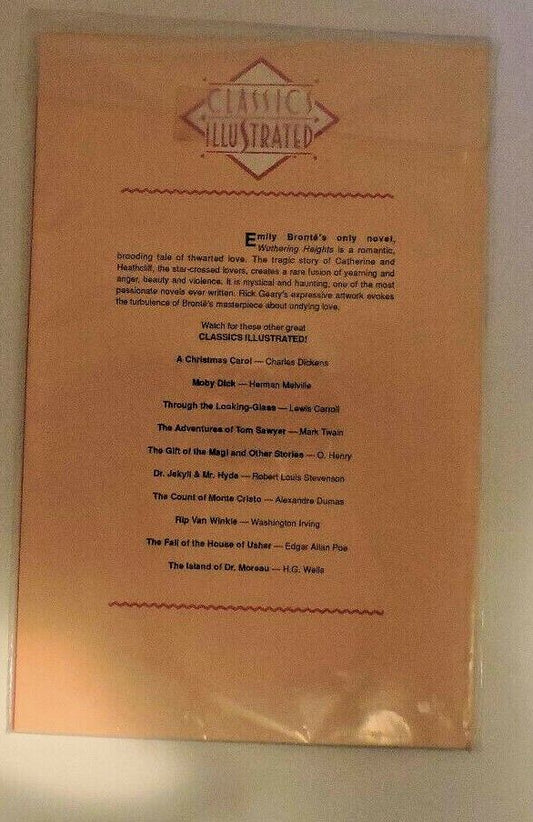 CLASSICS
ILLUSTRATED
Emily Brontë's only novel,
Wuthering Heights is a romantic,
brooding tale of thwarted love. The tragic story of Catherine and
Heathcliff, the star-crossed lovers, creates a rare fusion of yearning and
anger, beauty and violence. It is mystical and haunting, one of the most
passionate novels ever written. Rick Geary's expressive artwork evokes
the turbulence of Brontë's masterpiece about undying love.
Watch for these other great
CLASSICS ILLUSTRATED!
A Christmas Carol — Charles Dickens
Moby Dick — Herman Melville
Through the Looking-Glass — Lewis Carroll
The Adventures of Tom Sawyer — Mark Twain
The Gift of the Magi and Other Stories — O. Henry
Dr. Jekyll & Mr. Hyde — Robert Louis Stevenson
The Count of Monte Cristo — Alexandre Dumas
Rip Van Winkle — Washington Irving
The Fall of the House of Usher — Edgar Allan Poe
The Island of Dr. Moreau — H.G. Wells